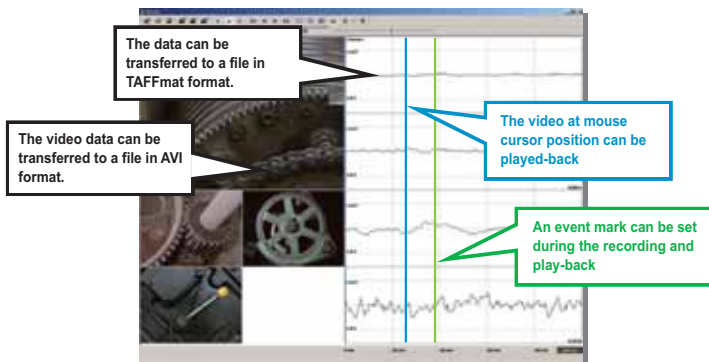 The data can be
transferred to a file in
TAFFmat format.
The video data can be
transferred to a file in AVI
format.
The video at mouse
cursor position can be
played-back
An event mark can be set
during the recording and
play-back